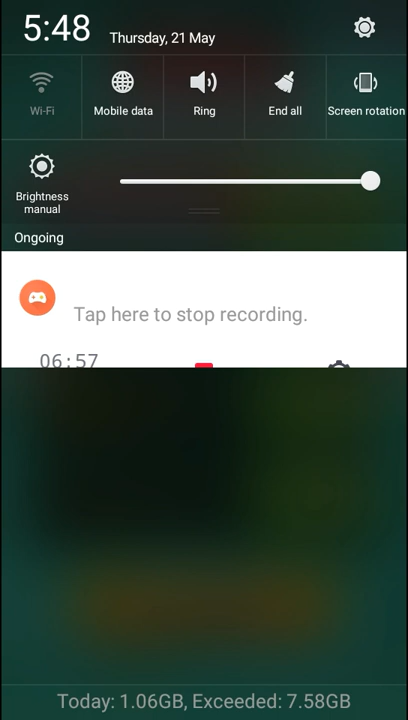 5:48 Thursday, 21 May
Wi-Fi Mobile data Ring End all Screen rotation
Brightness
manual
Ongoing
Tap here to stop recording.
06:57
Today: 1.06GB, Exceeded: 7.58GB